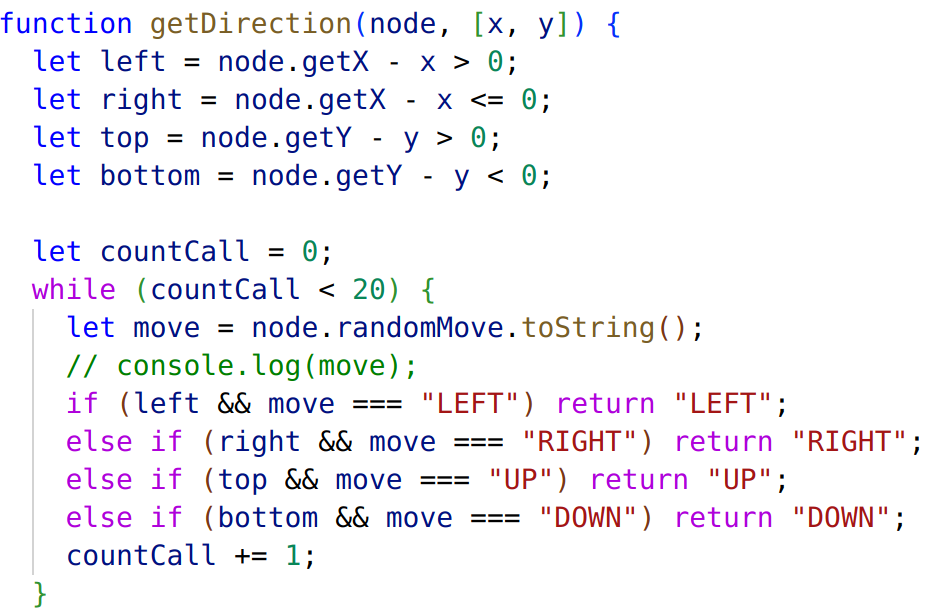 function getDirection(node, [x, y]) {
  let left = node.getX - x > 0;
  let right = node.getX - x <= 0;
  let top = node.getY - y > 0;
  let bottom = node.getY - y < 0;

  let countCall = 0;
  while (countCall < 20) {
    let move = node.randomMove.toString();
    // console.log(move);
    if (left && move === "LEFT") return "LEFT";
    else if (right && move === "RIGHT") return "RIGHT";
    else if (top && move === "UP") return "UP";
    else if (bottom && move === "DOWN") return "DOWN";
    countCall += 1;
  }